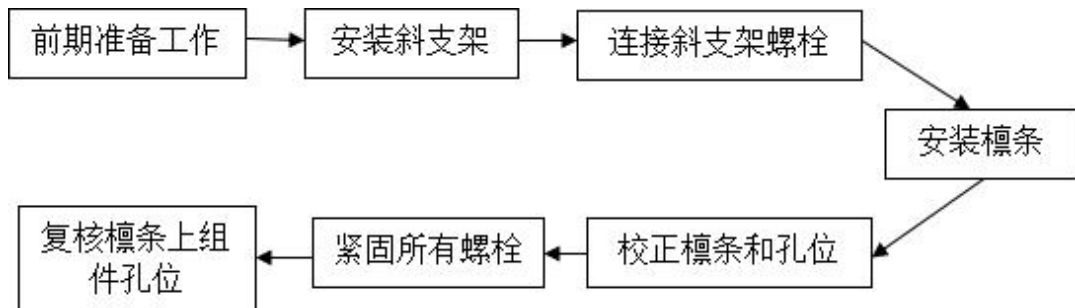 前期准备工作
安装斜支架
连接斜支架螺栓
安装檩条
校正檩条和孔位
紧固所有螺栓
复核檩条上组
件孔位